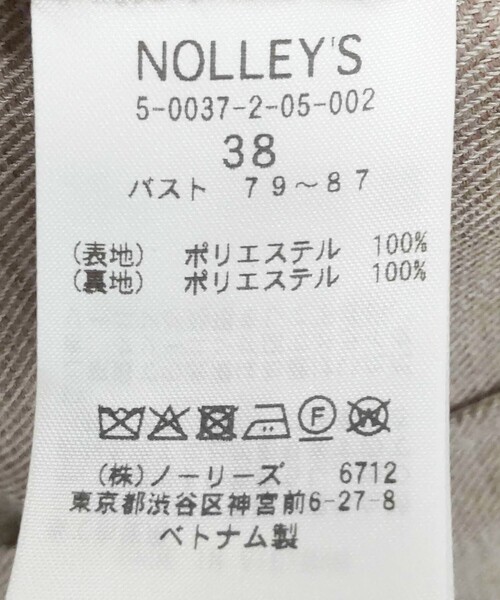 NOLLEY'S
5-0037-2-05-002
38
バスト 79～87
(表地) ポリエステル 100%
(裏地) ポリエステル 100%
F W
(株)ノーリーズ 6712
東京都渋谷区神宮前6-27-8
ベトナム製